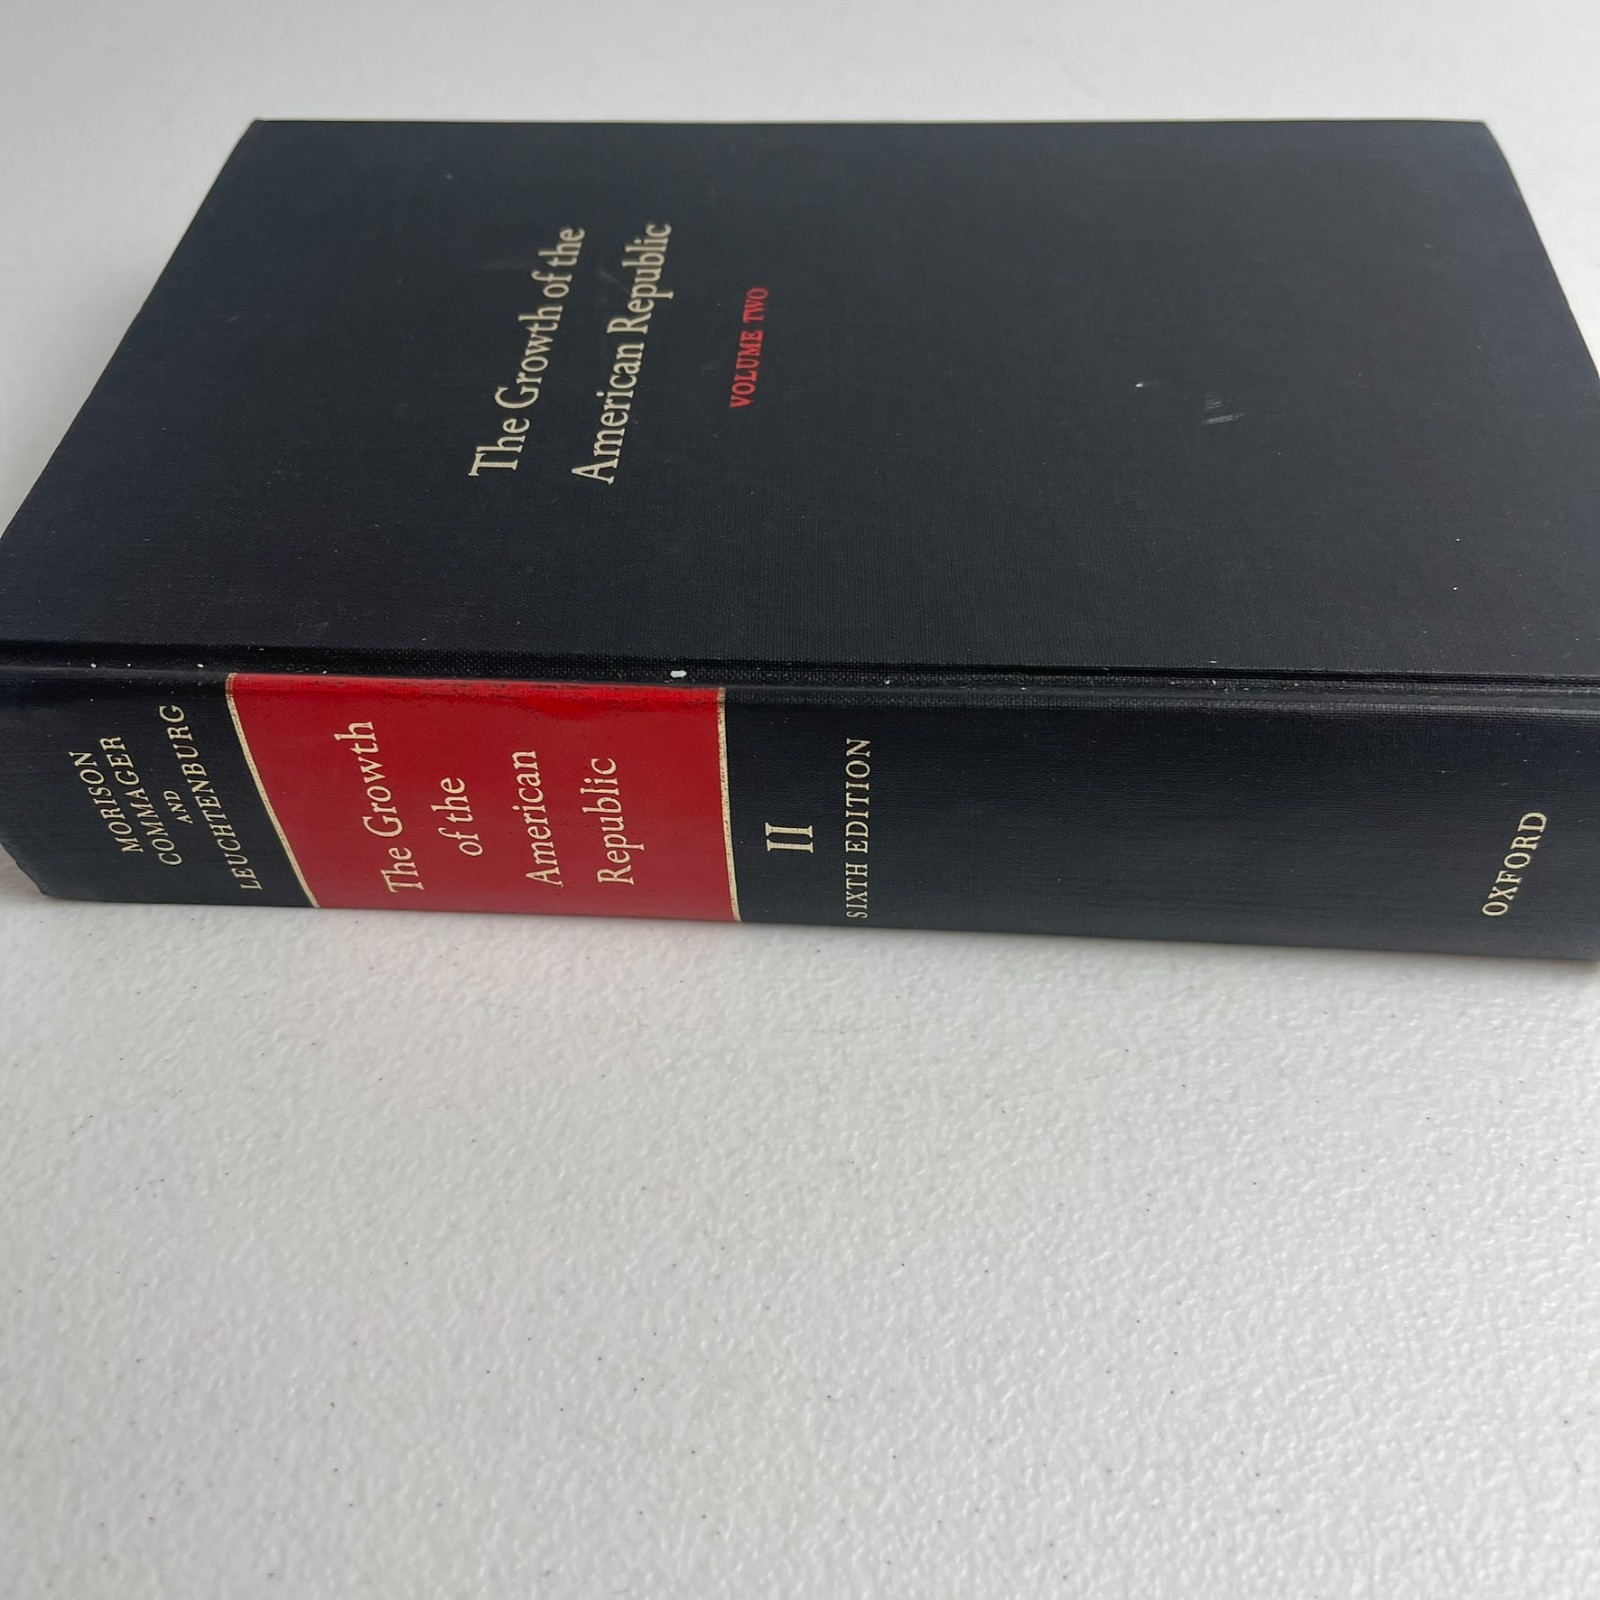 The Growth of the
American Republic
VOLUME TWO
MORISON
COMMAGER
AND
LEUCHTENBURG
The Growth
of the
American
Republic
II
SIXTH EDITION
OXFORD